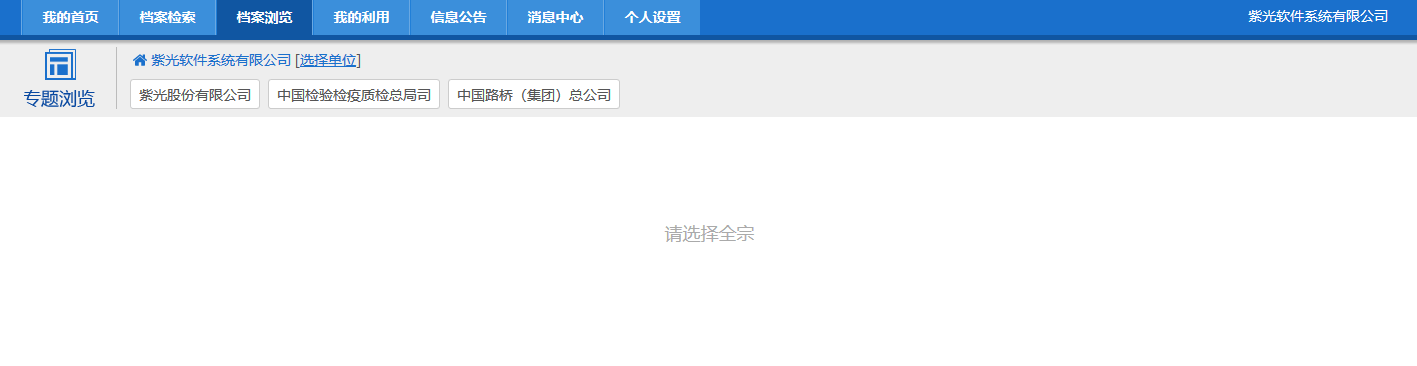 我的首页 档案检索 档案浏览 我的利用 信息公告 消息中心 个人设置 紫光软件系统有限公司
紫光软件系统有限公司 [选择单位]
专题浏览 紫光股份有限公司 中国检验检疫质检总局司 中国路桥（集团）总公司
请选择全宗